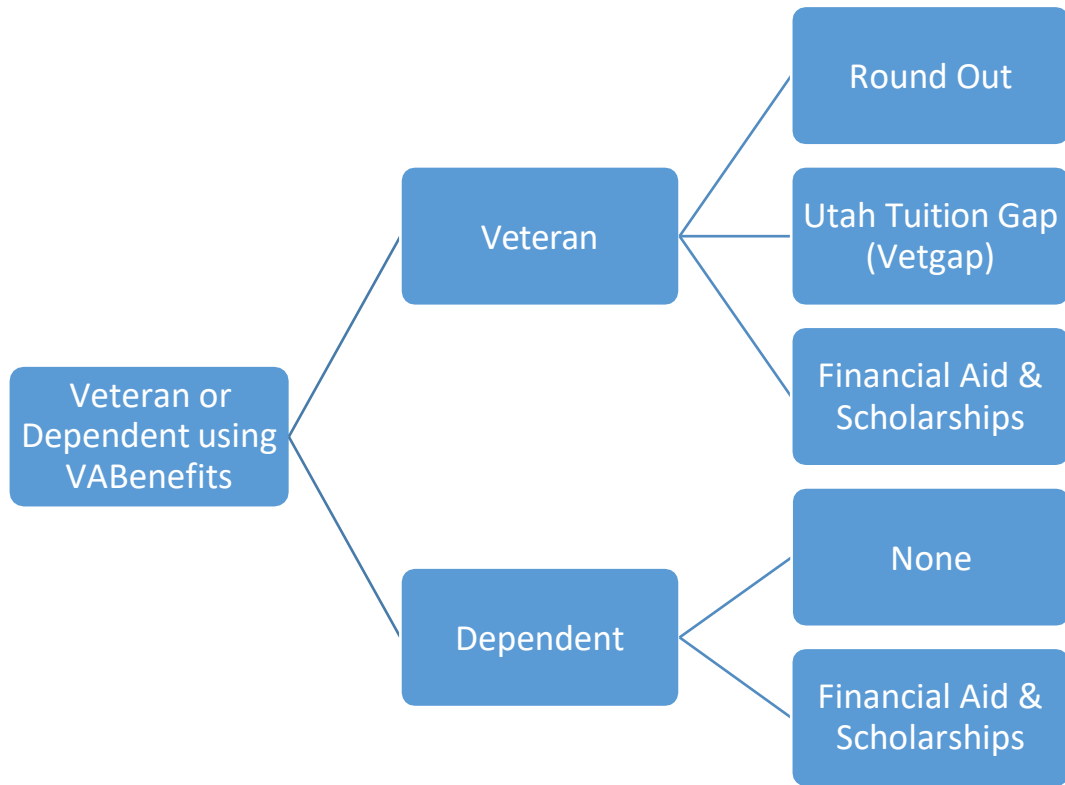 Veteran or
Dependent using
VABenefits
Veteran
Round Out
Utah Tuition Gap
(Vetgap)
Financial Aid &
Scholarships
Dependent
None
Financial Aid &
Scholarships